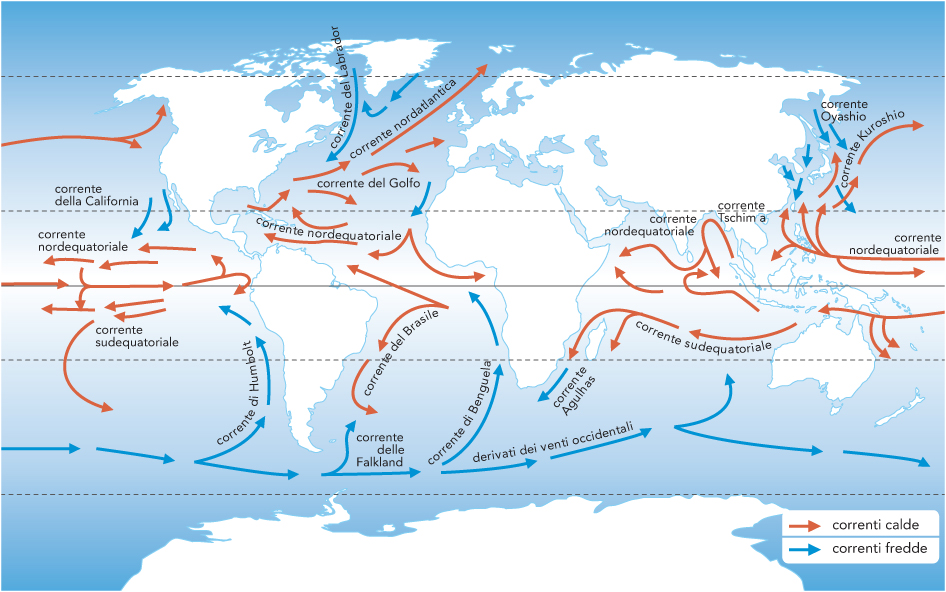 corrente del Labrador
corrente nordatlantica
corrente del Golfo
corrente
della California
corrente
nordequatoriale
corrente nordequatoriale
corrente
sudequatoriale
corrente di Humbolt
corrente del Brasile
corrente
delle
Falkland
corrente di Benguela
corrente
Agulhas
derivati dei venti occidentali
corrente sudequatoriale
corrente
nordequatoriale
corrente
Tschim a
corrente
Oyashio
corrente Kuroshio
corrente
nordequatoriale
correnti calde
correnti fredde